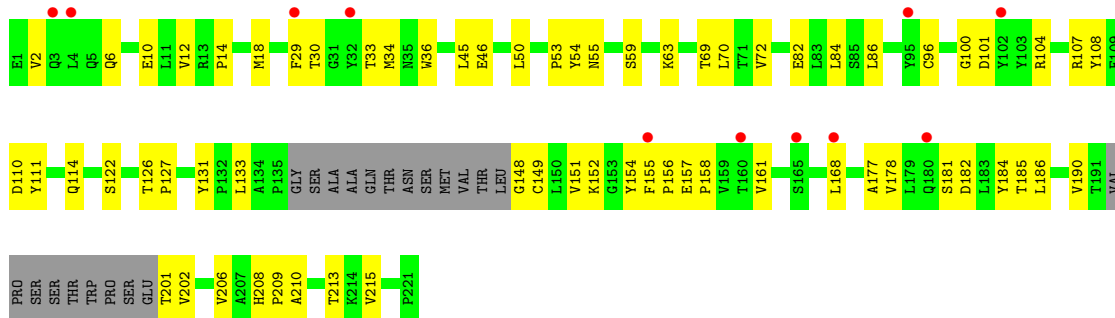 E1 V2 Q3 L4 Q5 Q6 E10 L11 V12 R13 P14 M18 F29 T30 G31 Y32 T33 M34 N35 W36 L45 E46 L50 P53 Y54 N55 S59 K63 T69 L70 T71 V72 E82 L83 L84 S85 L86 Y95 C96 G100 D101 Y102 Y103 R104 R107 Y108 F109
D110 Y111 Q114 S122 T126 P127 Y131 P132 L133 A134 P135 GLY SER ALA ALA GLN THR ASN SER MET VAL THR LEU G148 C149 L150 V151 K152 G153 Y154 F155 P156 E157 P158 V159 T160 V161 S165 L168 A177 V178 L179 Q180 S181 D182 L183 Y184 T185 L186 V190 T191 VAL
PRO SER SER THR TRP PRO SER GLU T201 V202 V206 A207 H208 P209 A210 T213 K214 V215 P221